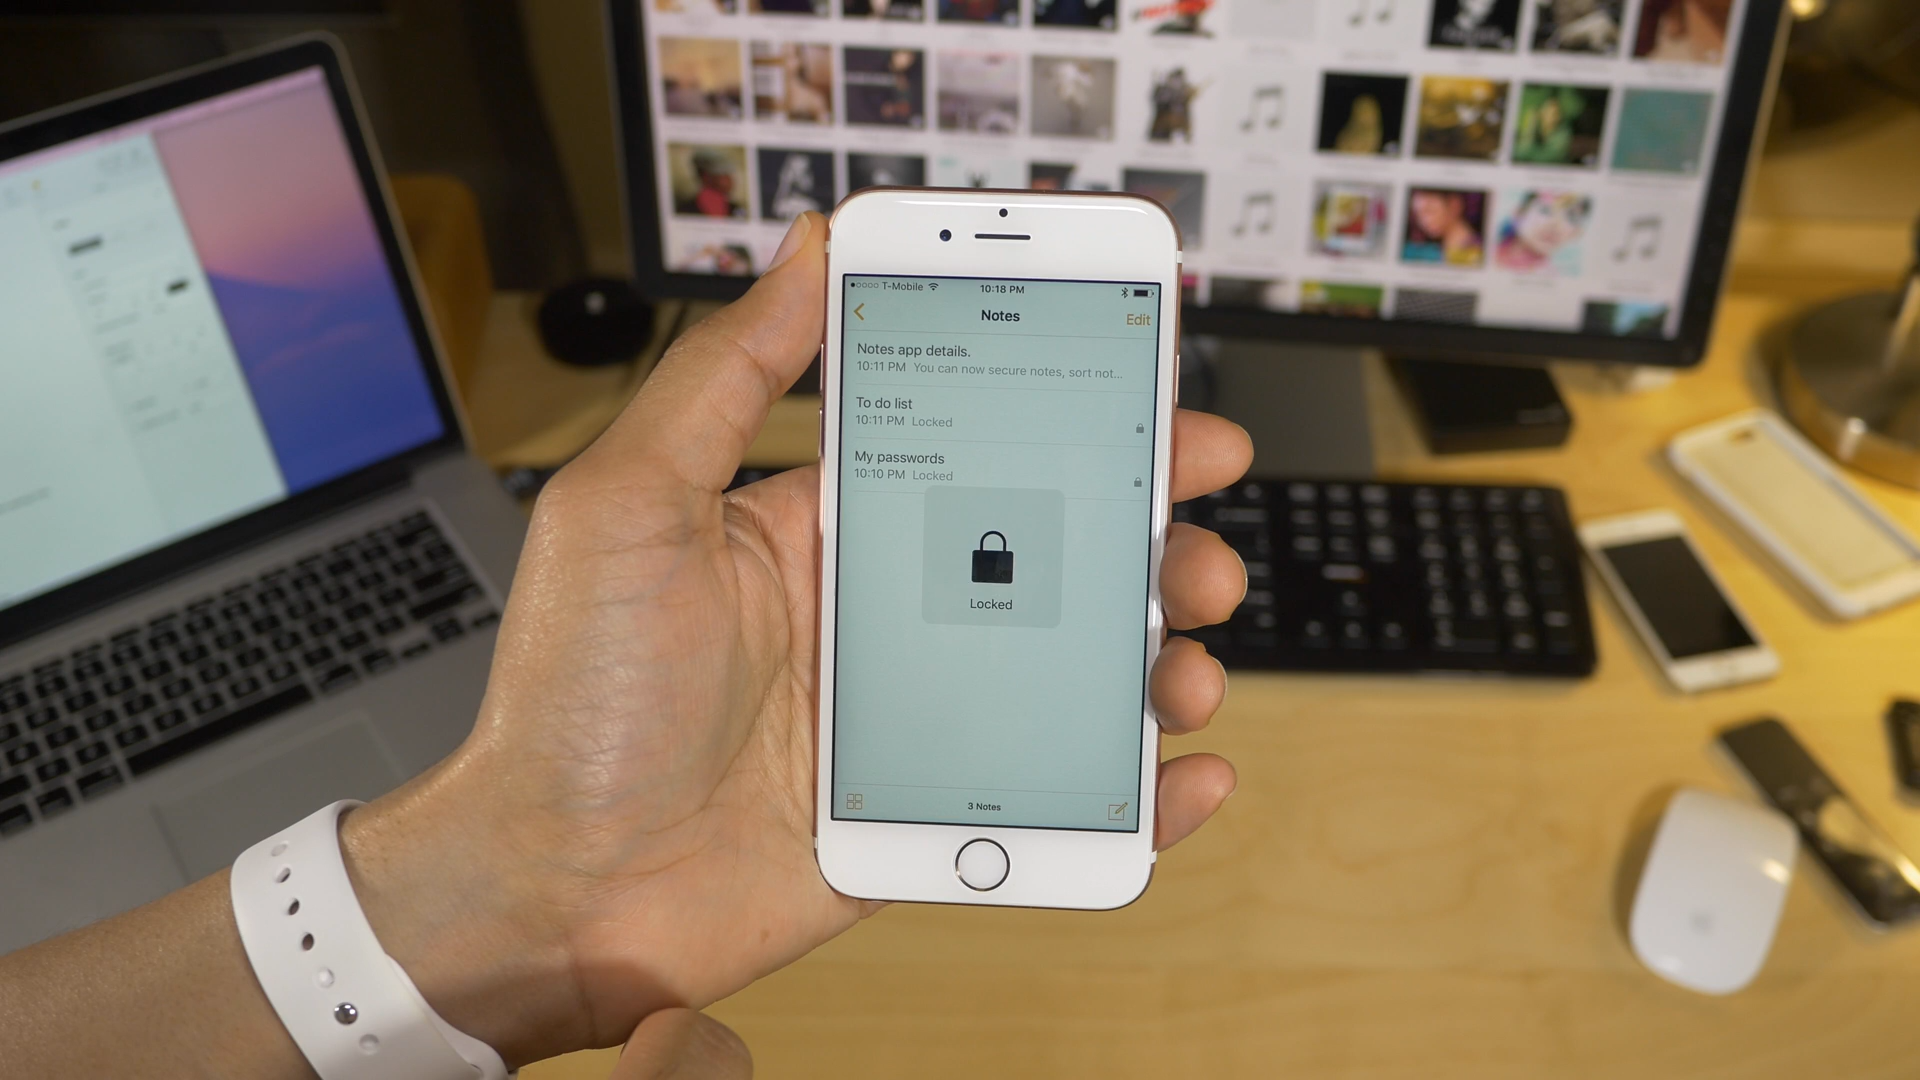 T-Mobile 10:18 PM
Notes Edit
Notes app details.
10:11 PM You can now secure notes, sort not...
To do list
10:11 PM Locked
My passwords
10:10 PM Locked
Locked
3 Notes